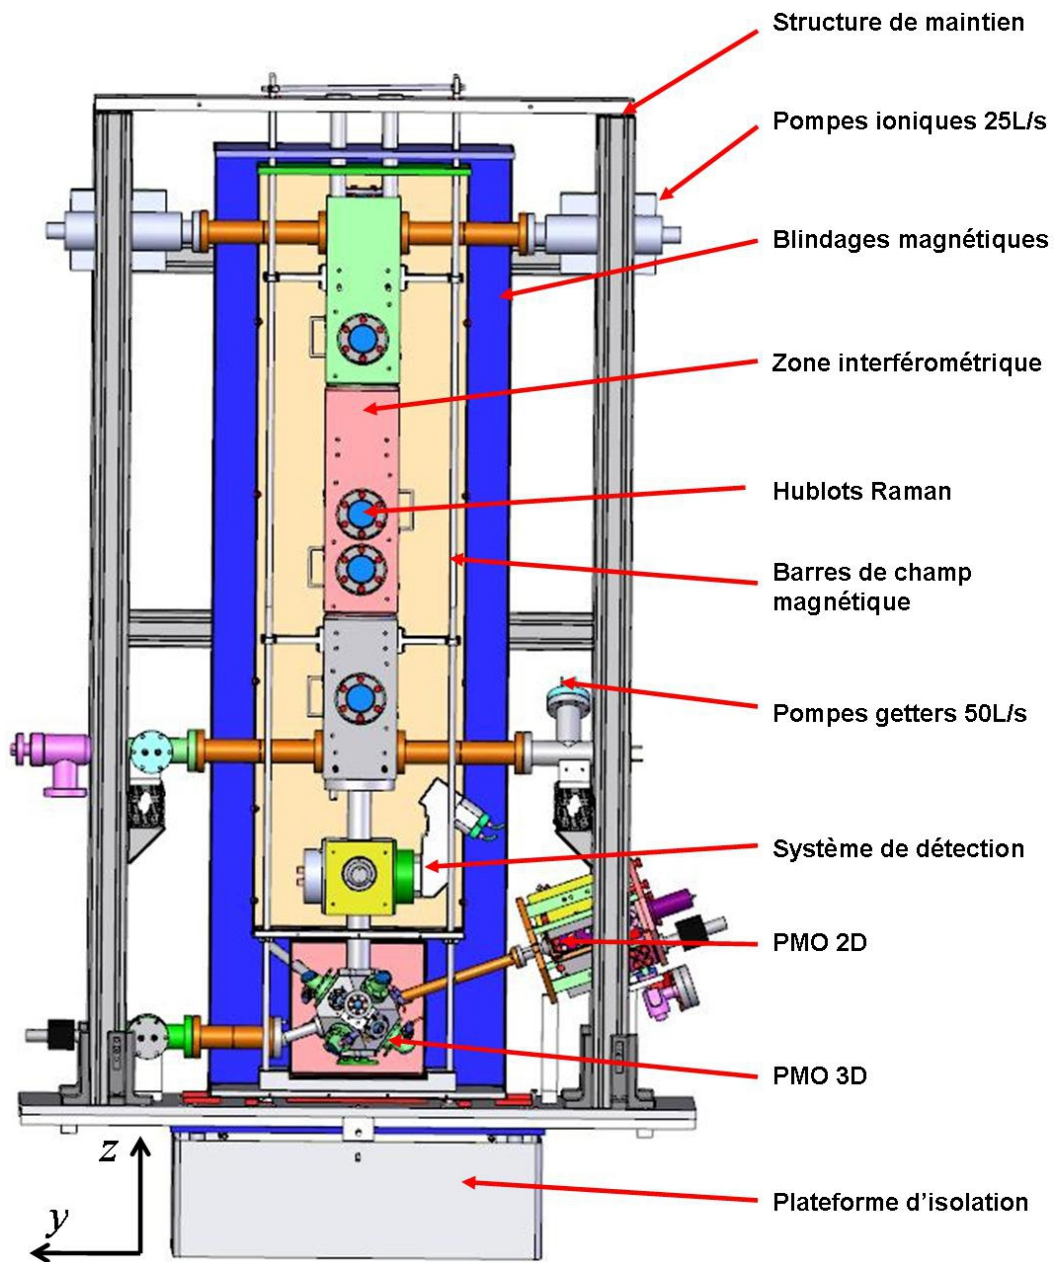 Structure de maintien
Pompes ioniques 25L/s
Blindages magnétiques
Zone interférométrique
Hublots Raman
Barres de champ
magnétique
Pompes getters 50L/s
Système de détection
PMO 2D
PMO 3D
z
y
Plateforme d'isolation